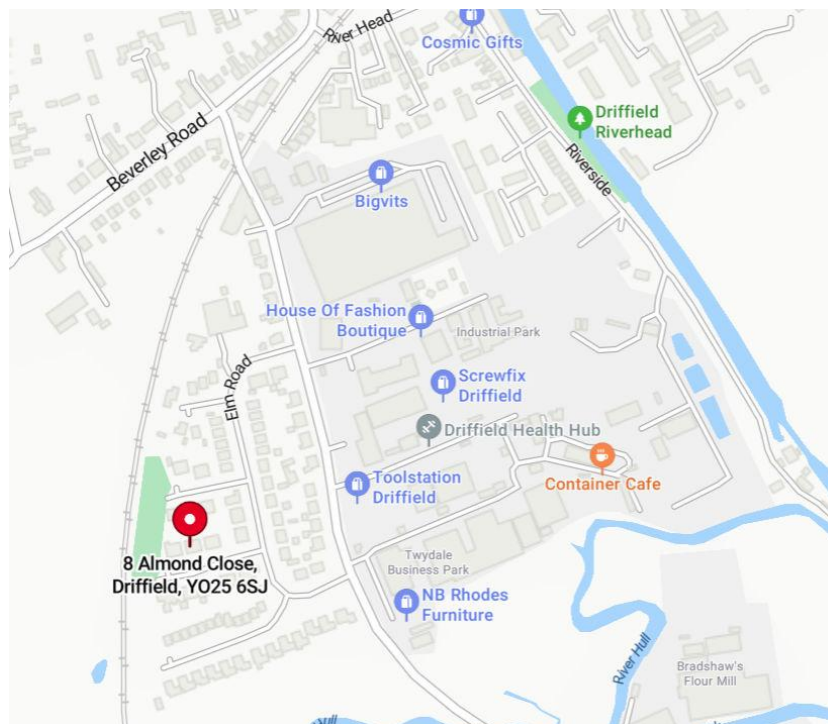 River Head
Cosmic Gifts
Beverley Road
Driffield
Riverhead
Riverside
Bigvits
House Of Fashion
Boutique
Industrial Park
Elm Road
Screwfix
Driffield
Driffield Health Hub
Container Cafe
Toolstation
Driffield
8 Almond Close,
Driffield, YO25 6SJ
Twydale
Business Park
NB Rhodes
Furniture
River Hull
Bradshaw's
Flour Mill